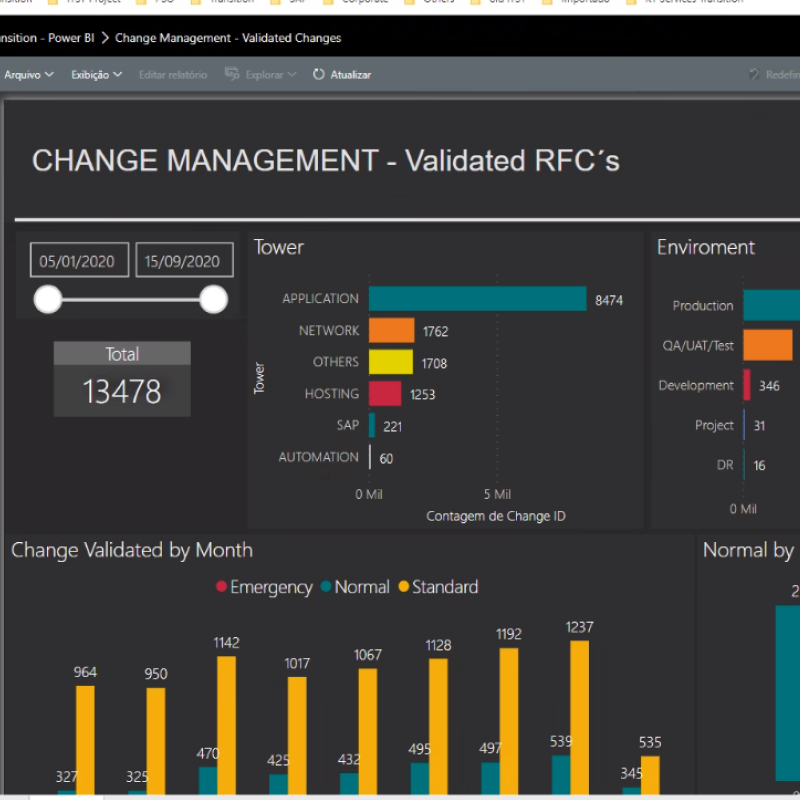 Transition
Corporate
Others
Importado
nsition - Power BI > Change Management - Validated Changes
Arquivo Exibição Editar relatório Explorar Atualizar
CHANGE MANAGEMENT - Validated RFC´s
05/01/2020 15/09/2020
Total
13478
Tower
APPLICATION 8474
NETWORK 1762
OTHERS 1708
HOSTING 1253
SAP 221
AUTOMATION 60
Tower
0 Mil 5 Mil
Contagem de Change ID
Enviroment
Production
QA/UAT/Test
Development 346
Project 31
DR 16
0 Mil
Change Validated by Month
Emergency Normal Standard
964 950 1142 1017 1067 1128 1192 1237 535
327 325 470 425 432 495 497 539 345
Normal by